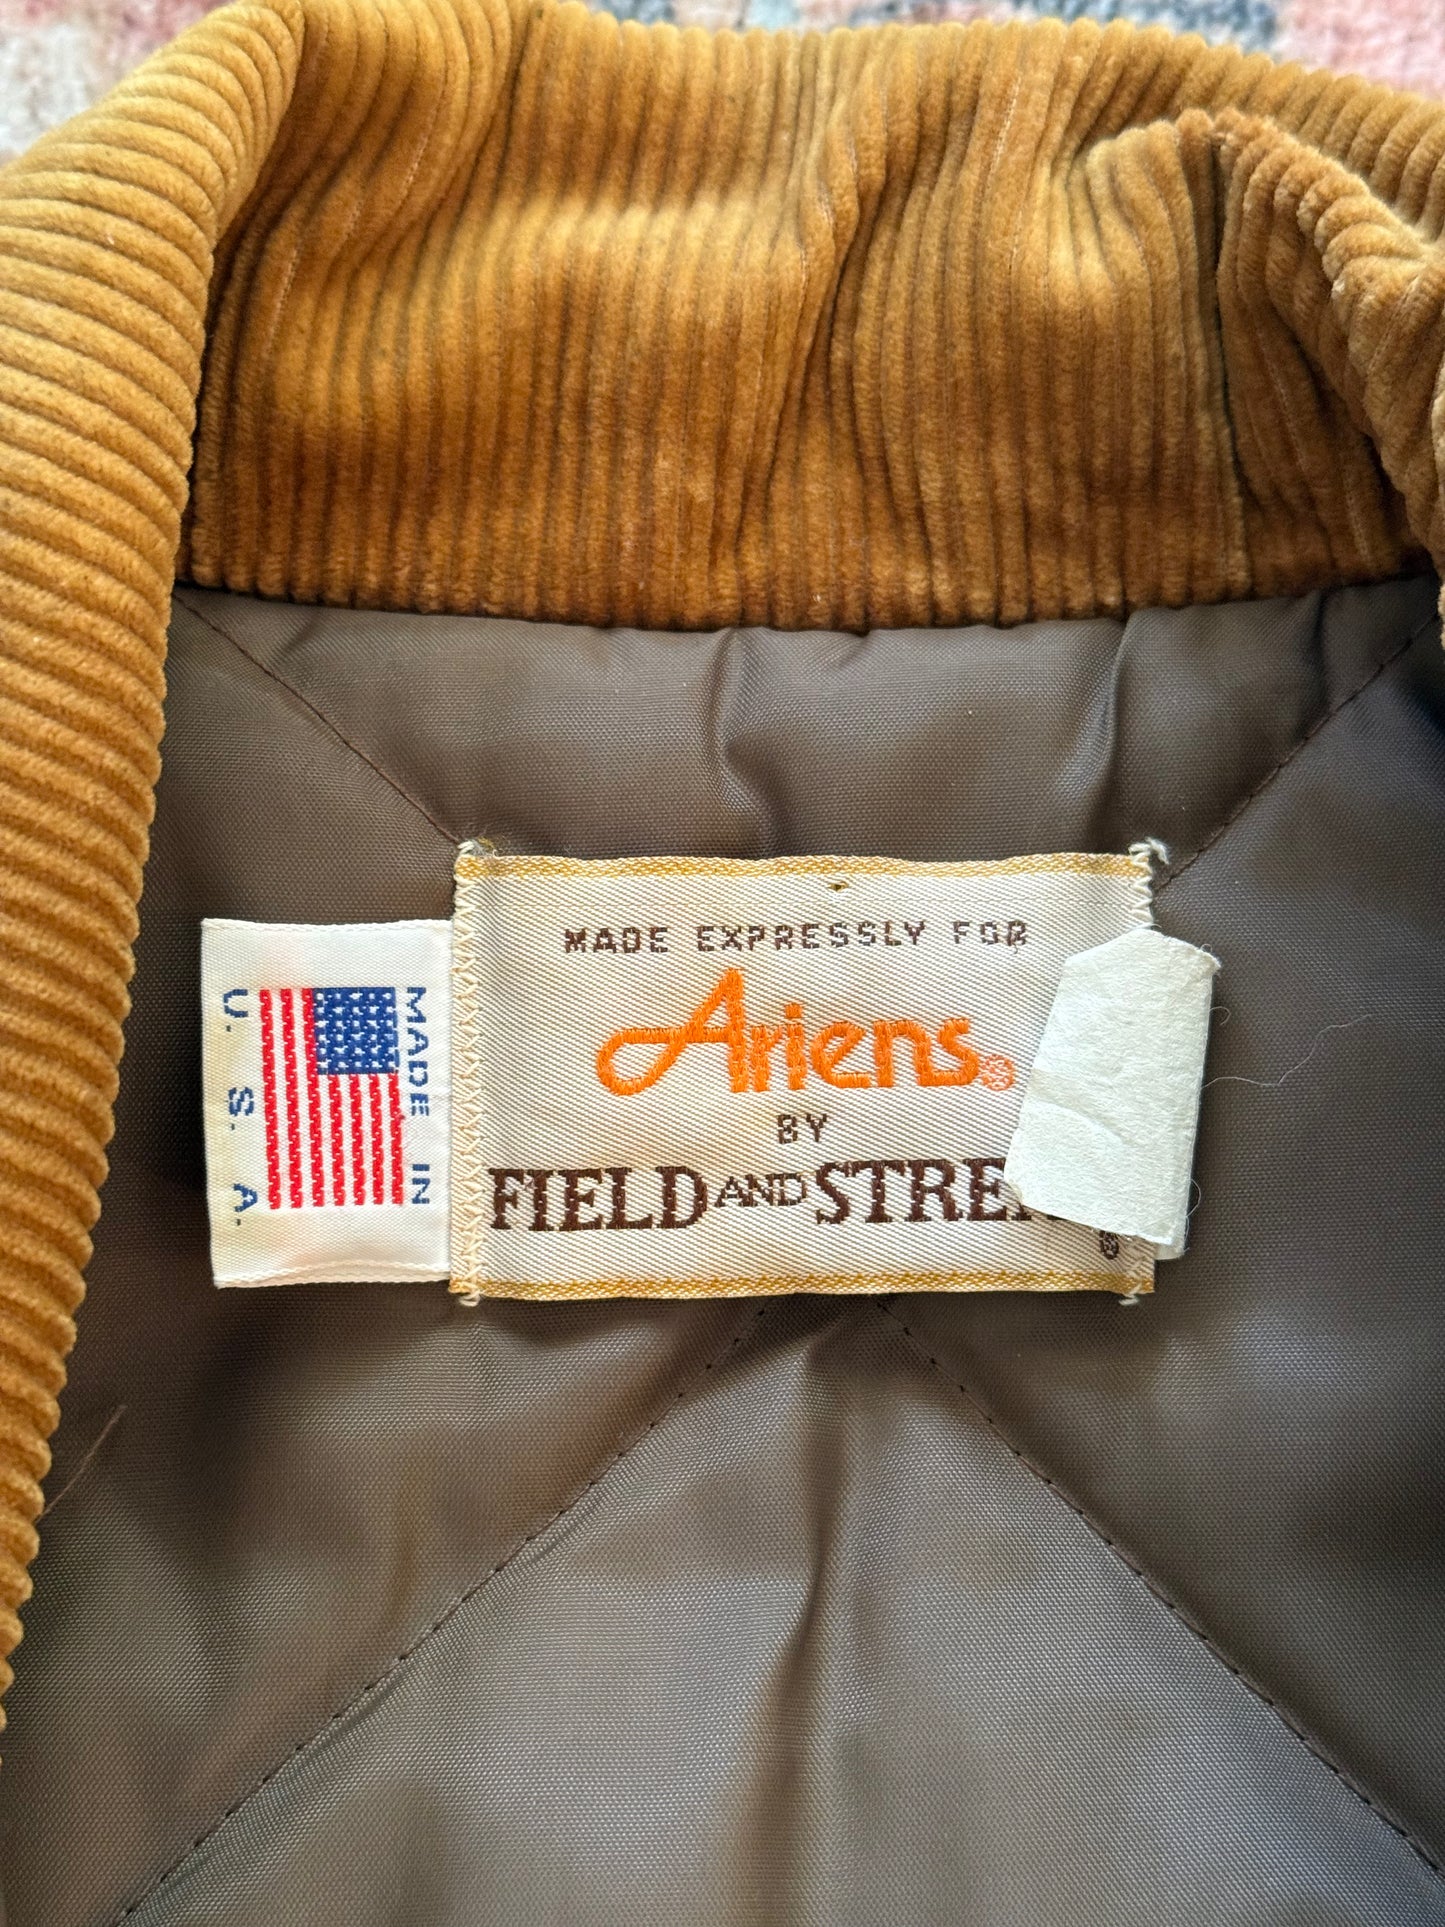 MADE EXPRESSLY FOR
Ariens®
BY
FIELD AND STRE
®
MADE IN
U. S. A.